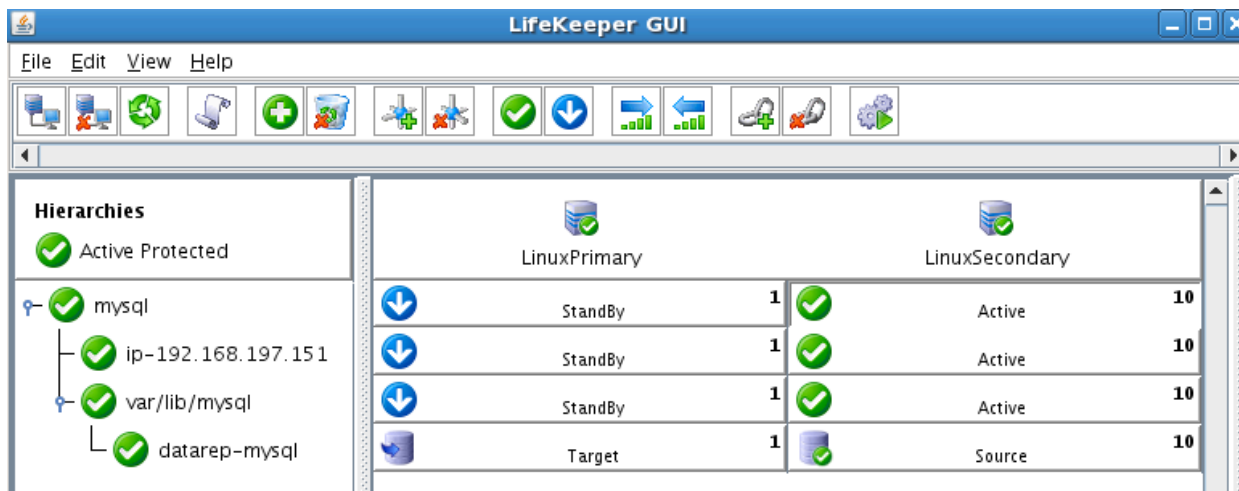 LifeKeeper GUI
File Edit View Help
Hierarchies
Active Protected
LinuxPrimary LinuxSecondary
mysql StandBy 1 Active 10
ip-192.168.197.151 StandBy 1 Active 10
var/lib/mysql StandBy 1 Active 10
datarep-mysql Target 1 Source 10